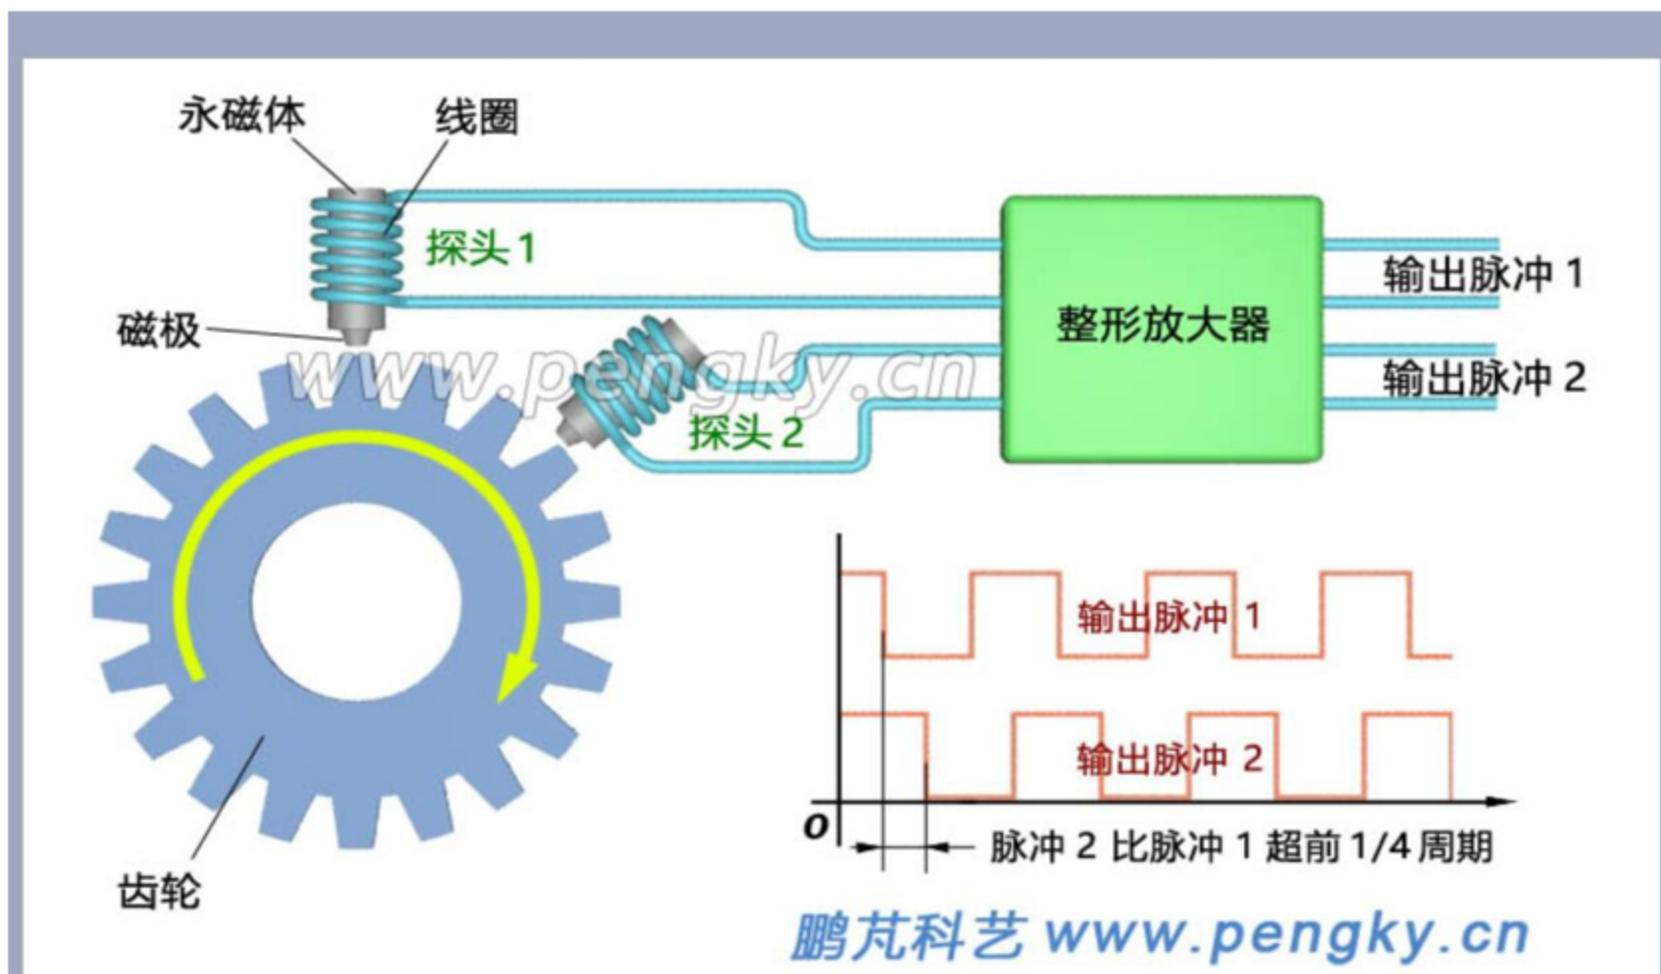 永磁体
线圈
探头1
磁极
www.pengky.cn
探头2
整形放大器
输出脉冲 1
输出脉冲 2
输出脉冲 1
输出脉冲 2
O
脉冲 2 比脉冲 1 超前 1/4 周期
齿轮
鹏芃科艺 www.pengky.cn